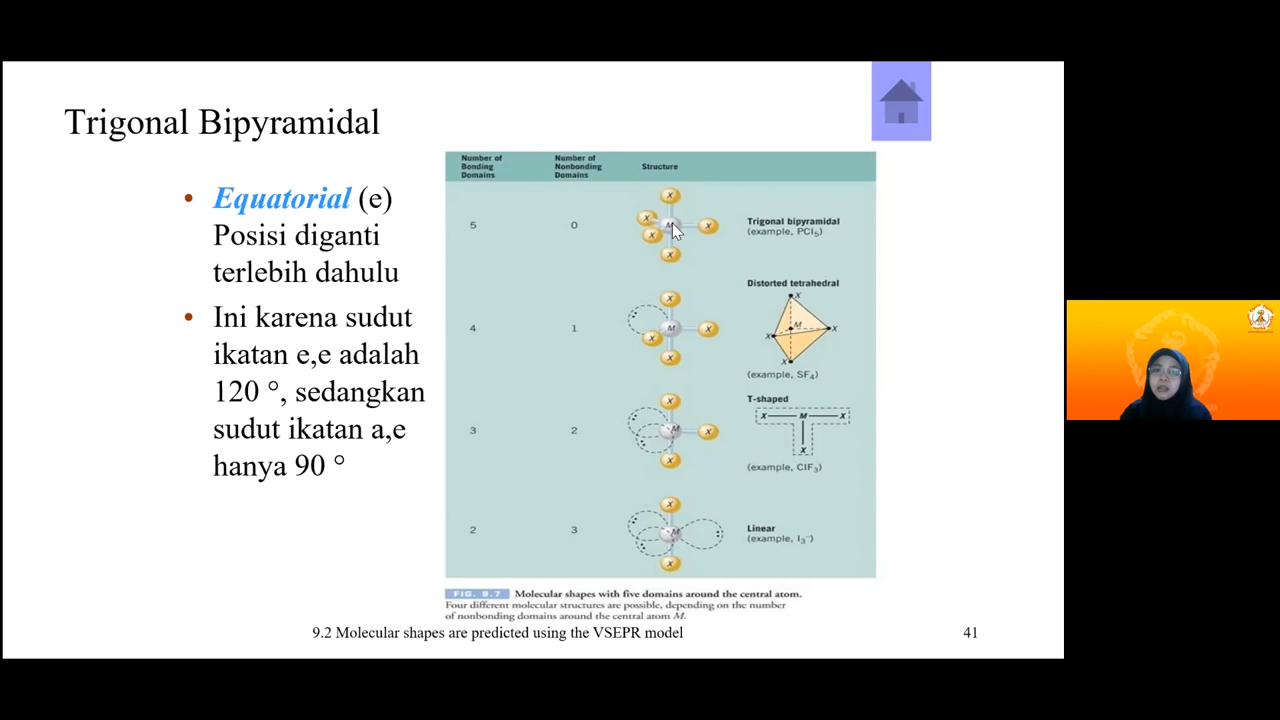 Trigonal Bipyramidal
• Equatorial (e)
Posisi diganti
terlebih dahulu
• Ini karena sudut
ikatan e,e adalah
120 °, sedangkan
sudut ikatan a,e
hanya 90 °
Number of
Bonding
Domains
Number of
Nonbonding
Domains
Structure
5
0
X
X
M
X
X
X
Trigonal bipyramidal
(example, PCl5)
4
1
X
M
X
X
X
Distorted tetrahedral
X
M
X
X
X
(example, SF4)
3
2
X
M
X
X
T-shaped
X M X
X
(example, ClF3)
2
3
X
M
X
Linear
(example, I3−)
FIG. 9.7 Molecular shapes with five domains around the central atom.
Four different molecular structures are possible, depending on the number
of nonbonding domains around the central atom M.
9.2 Molecular shapes are predicted using the VSEPR model
41